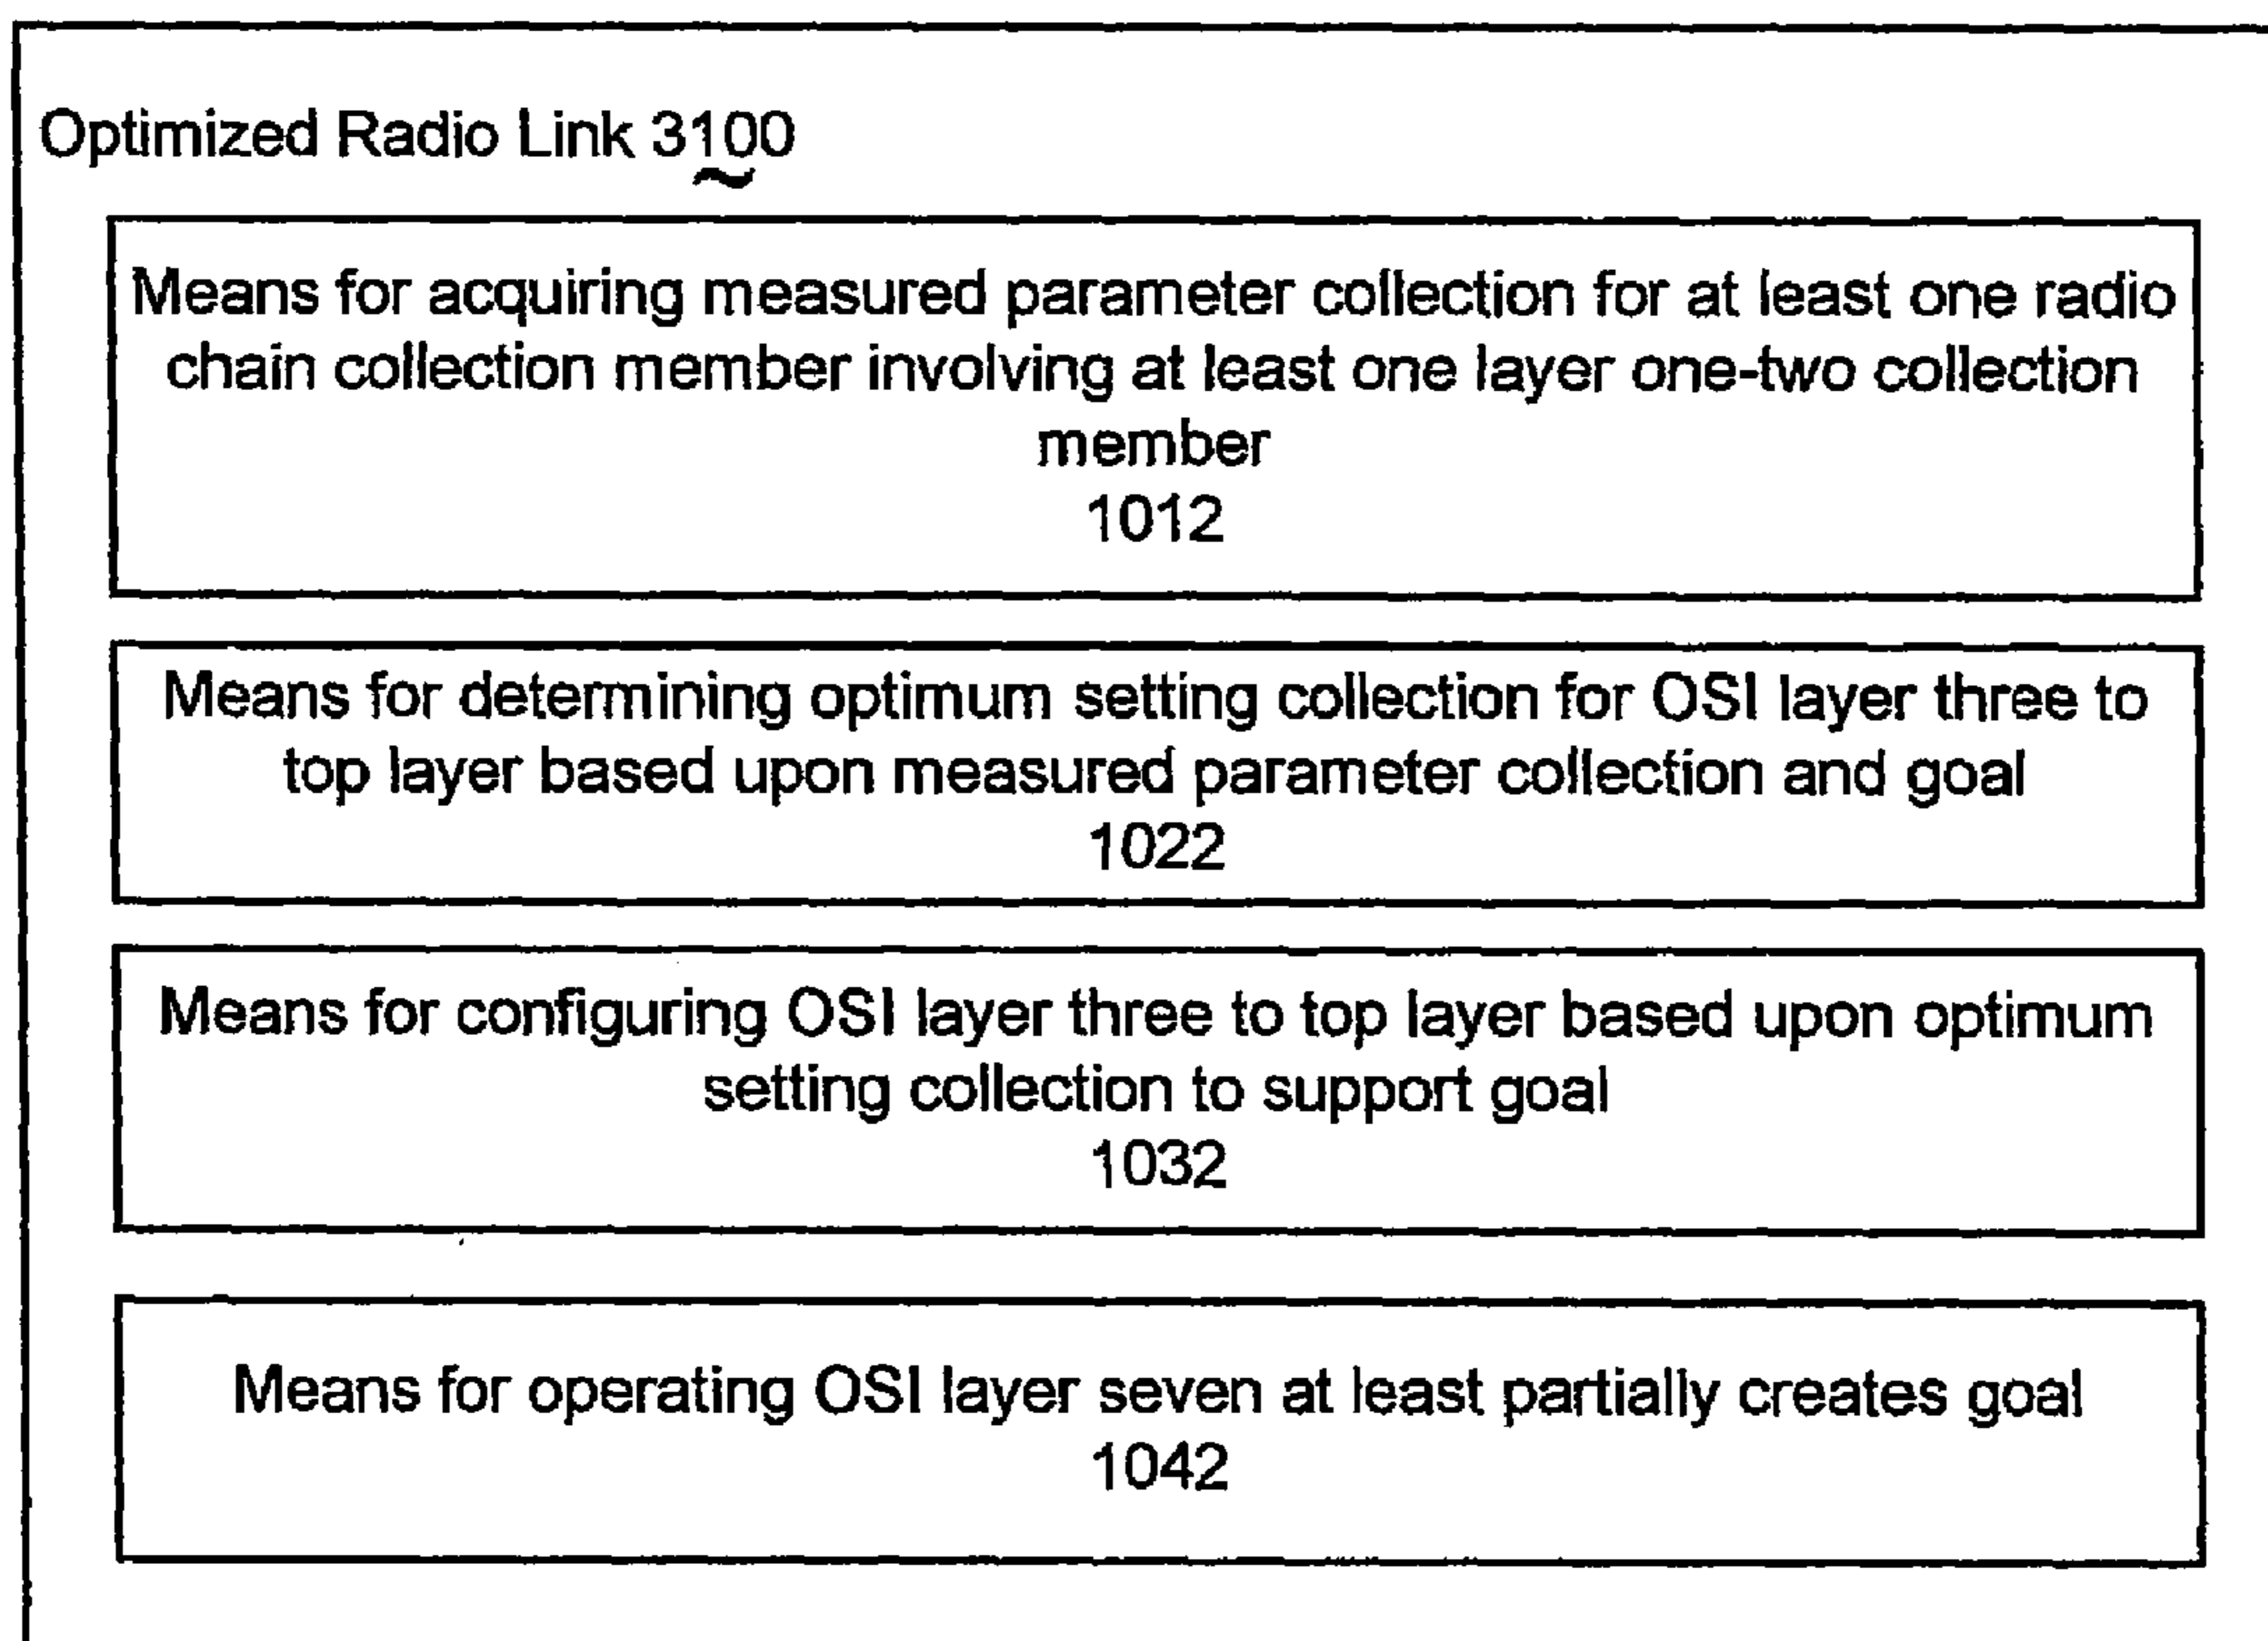 Optimized Radio Link 3100
Means for acquiring measured parameter collection for at least one radio
chain collection member involving at least one layer one-two collection
member
1012
Means for determining optimum setting collection for OSI layer three to
top layer based upon measured parameter collection and goal
1022
Means for configuring OSI layer three to top layer based upon optimum
setting collection to support goal
1032
Means for operating OSI layer seven at least partially creates goal
1042